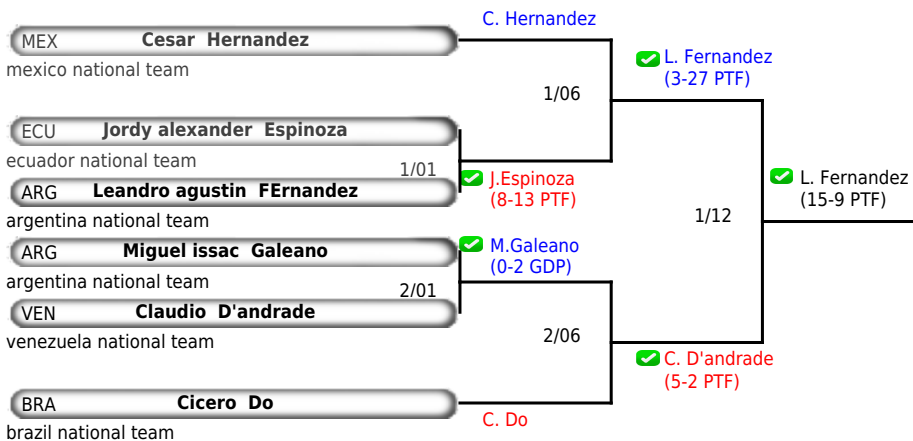 C. Hernandez
MEX Cesar Hernandez
mexico national team
L. Fernandez
(3-27 PTF)
1/06
ECU Jordy alexander Espinoza
ecuador national team
1/01
J.Espinoza
(8-13 PTF)
ARG Leandro agustin FErnandez
argentina national team
L. Fernandez
(15-9 PTF)
1/12
ARG Miguel issac Galeano
argentina national team
M.Galeano
(0-2 GDP)
2/01
VEN Claudio D'andrade
venezuela national team
2/06
C. D'andrade
(5-2 PTF)
BRA Cicero Do
brazil national team
C. Do